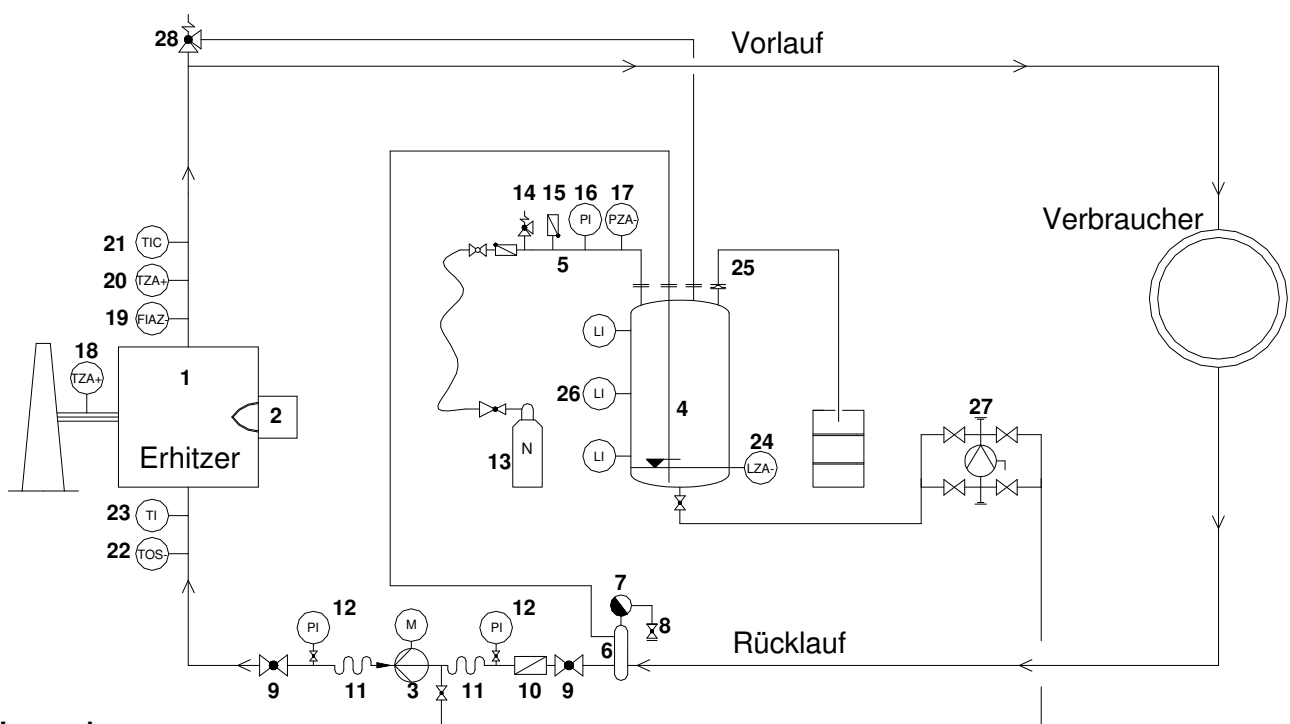 28
Vorlauf
14 15 16 17
PI PZA-
Verbraucher
21 TIC
20 TZA+
5
25
19 FIAZ-
LI
18
TZA+
1
26 LI
4
2
27
Erhitzer
N
24
13
LI
LZA-
23 TI
22 TOS-
7
12
12
PI
M
PI
8
Rücklauf
6
9
11
3
11
10
9